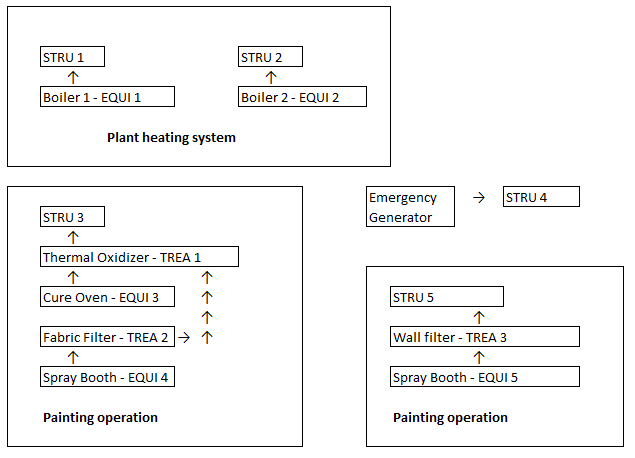 STRU 1
STRU 2
Boiler 1 - EQUI 1
Boiler 2 - EQUI 2
Plant heating system
STRU 3
Thermal Oxidizer - TREA 1
Cure Oven - EQUI 3
Fabric Filter - TREA 2
Spray Booth - EQUI 4
Painting operation
Emergency
Generator
STRU 4
STRU 5
Wall filter - TREA 3
Spray Booth - EQUI 5
Painting operation